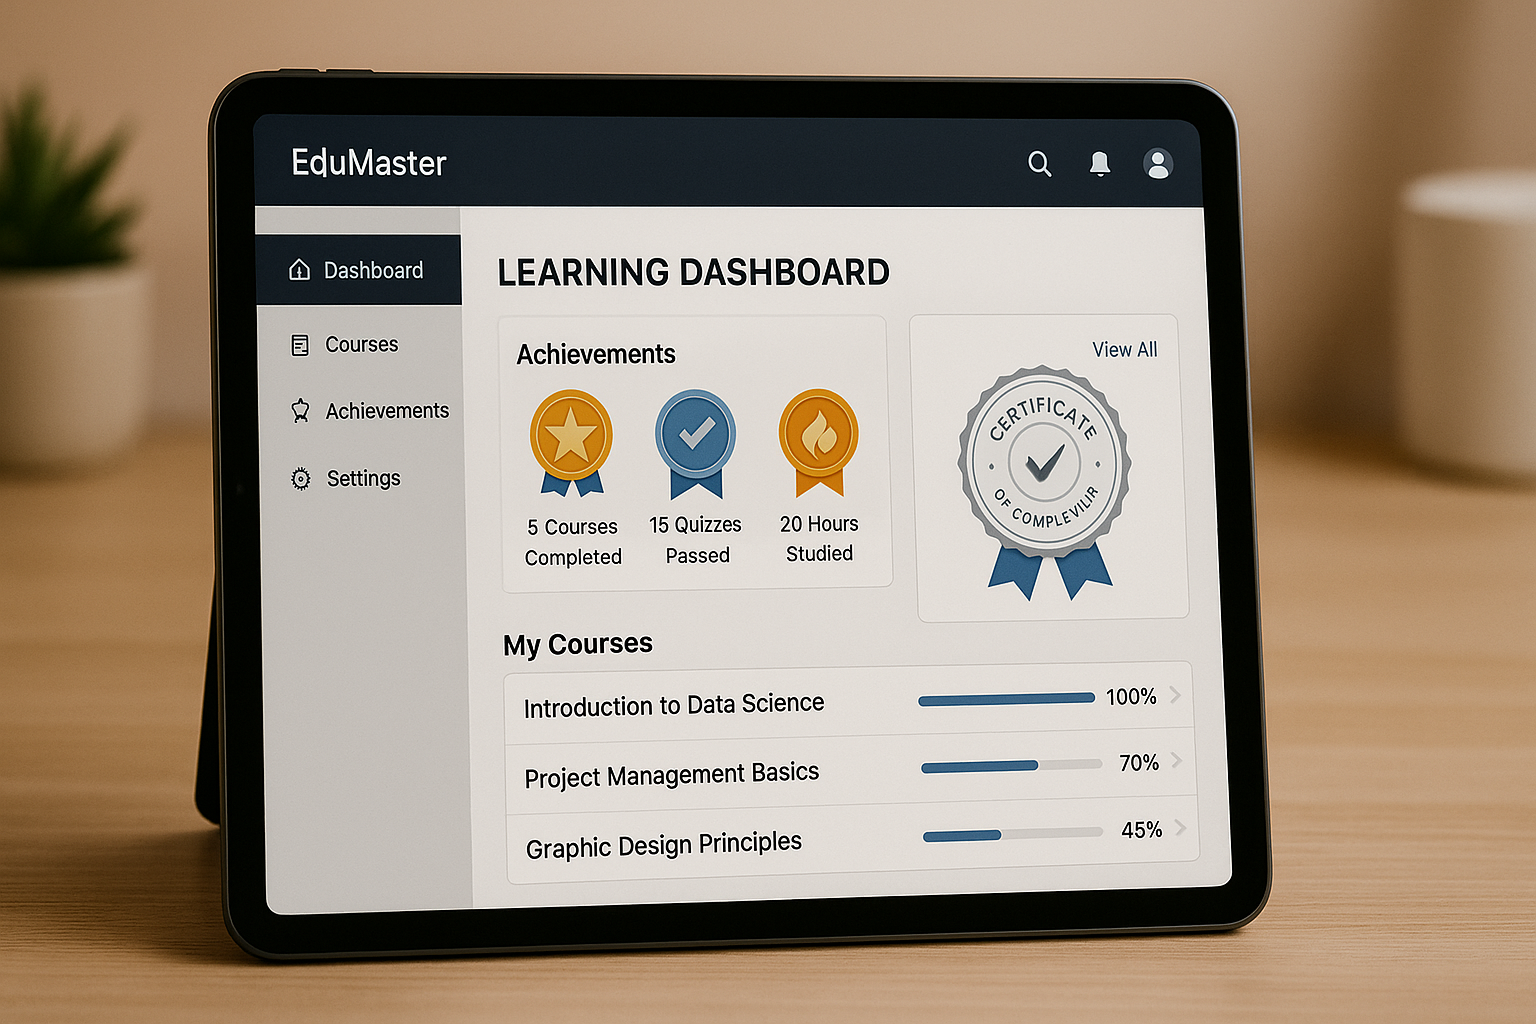 EduMaster
Dashboard
Courses
Achievements
Settings
LEARNING DASHBOARD
Achievements
5 Courses
Completed
15 Quizzes
Passed
20 Hours
Studied
View All
CERTIFICATE
OF COMPLEVILIR
My Courses
Introduction to Data Science
100%
Project Management Basics
70%
Graphic Design Principles
45%